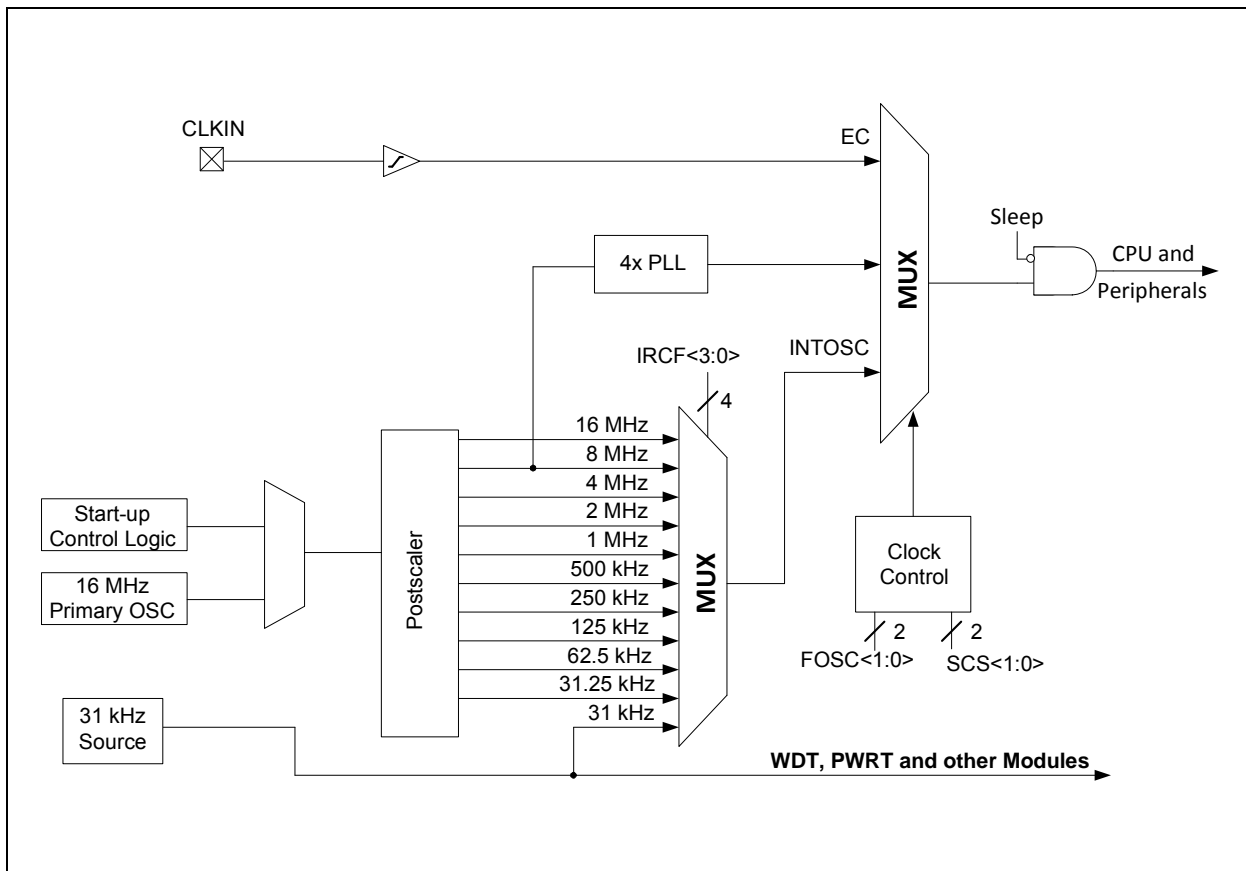 CLKIN
EC
Sleep
4x PLL
MUX
CPU and
Peripherals
IRCF<3:0>
INTOSC
4
16 MHz
8 MHz
4 MHz
2 MHz
1 MHz
500 kHz
250 kHz
125 kHz
62.5 kHz
31.25 kHz
31 kHz
Start-up
Control Logic
16 MHz
Primary OSC
Postscaler
MUX
Clock
Control
2
2
FOSC<1:0>
SCS<1:0>
31 kHz
Source
WDT, PWRT and other Modules